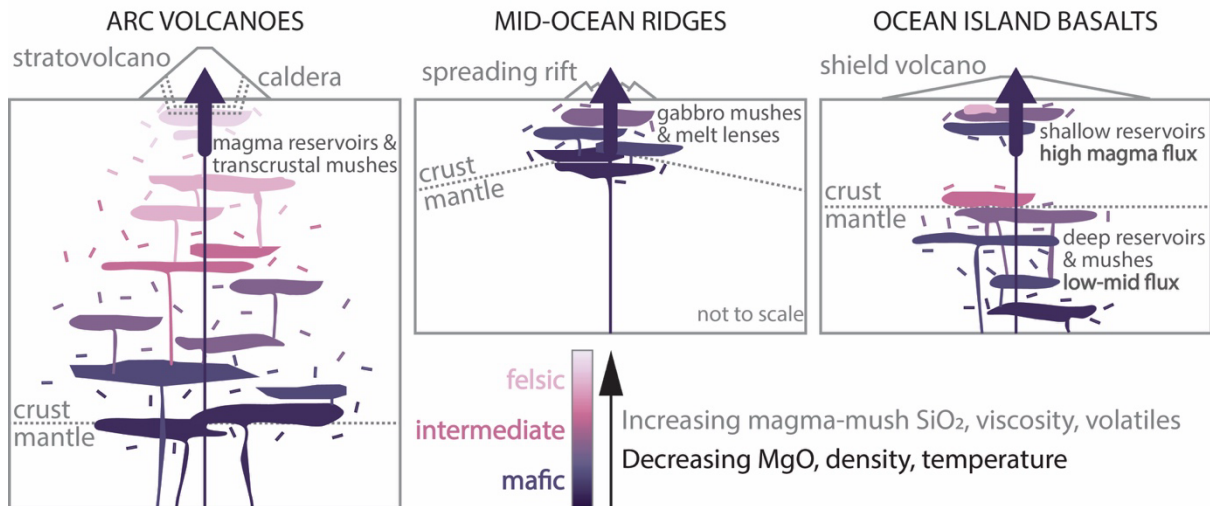 ARC VOLCANOES
stratovolcano
caldera
magma reservoirs &
transcrustal mushes
crust
mantle
MID-OCEAN RIDGES
spreading rift
gabbro mushes
& melt lenses
crust
mantle
not to scale
OCEAN ISLAND BASALTS
shield volcano
shallow reservoirs
high magma flux
crust
mantle
deep reservoirs
& mushes
low-mid flux
felsic
intermediate
mafic
Increasing magma-mush SiO₂, viscosity, volatiles
Decreasing MgO, density, temperature